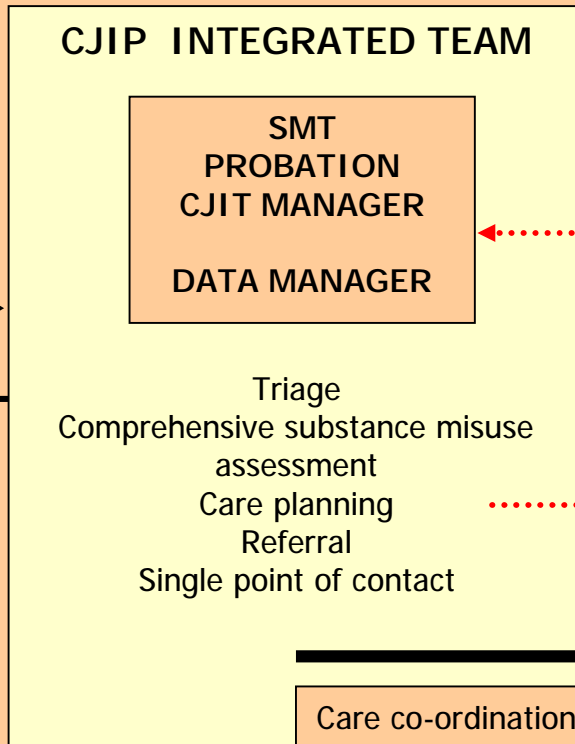 CJIP INTEGRATED TEAM
SMT
PROBATION
CJIT MANAGER
DATA MANAGER
Triage
Comprehensive substance misuse
assessment
Care planning
Referral
Single point of contact
Care co-ordination